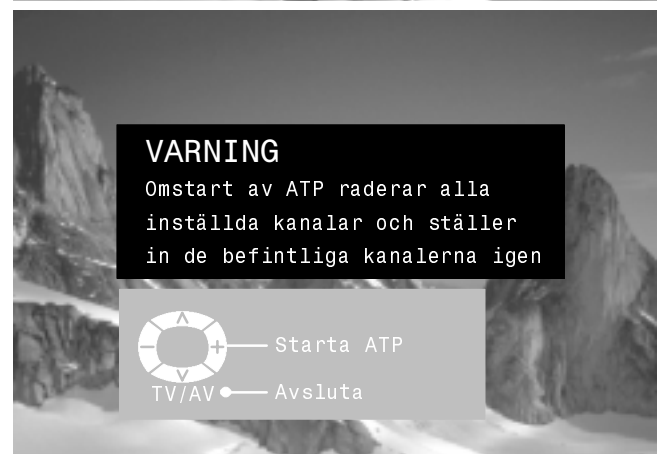 VARNING
Omstart av ATP raderar alla
inställda kanalar och ställer
in de befintliga kanalerna igen
Starta ATP
TV/AV Avsluta